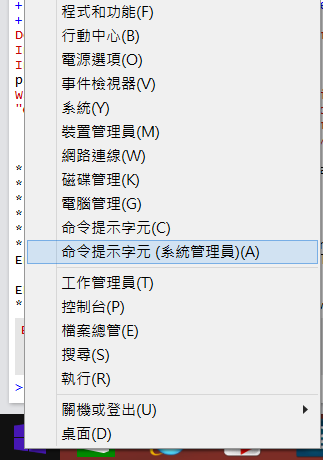 程式和功能(F)
行動中心(B)
電源選項(O)
事件檢視器(V)
系統(Y)
裝置管理員(M)
網路連線(W)
磁碟管理(K)
電腦管理(G)
命令提示字元(C)
命令提示字元 (系統管理員)(A)
工作管理員(T)
控制台(P)
檔案總管(E)
搜尋(S)
執行(R)
關機或登出(U)
桌面(D)